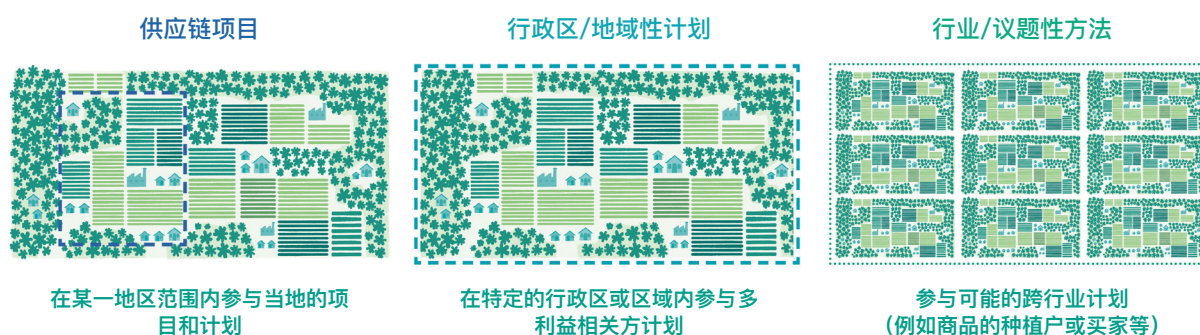 供应链项目
行政区/地域性计划
行业/议题性方法
在某一地区范围内参与当地的项
目和计划
在特定的行政区或区域内参与多
利益相关方计划
参与可能的跨行业计划
（例如商品的种植户或买家等）